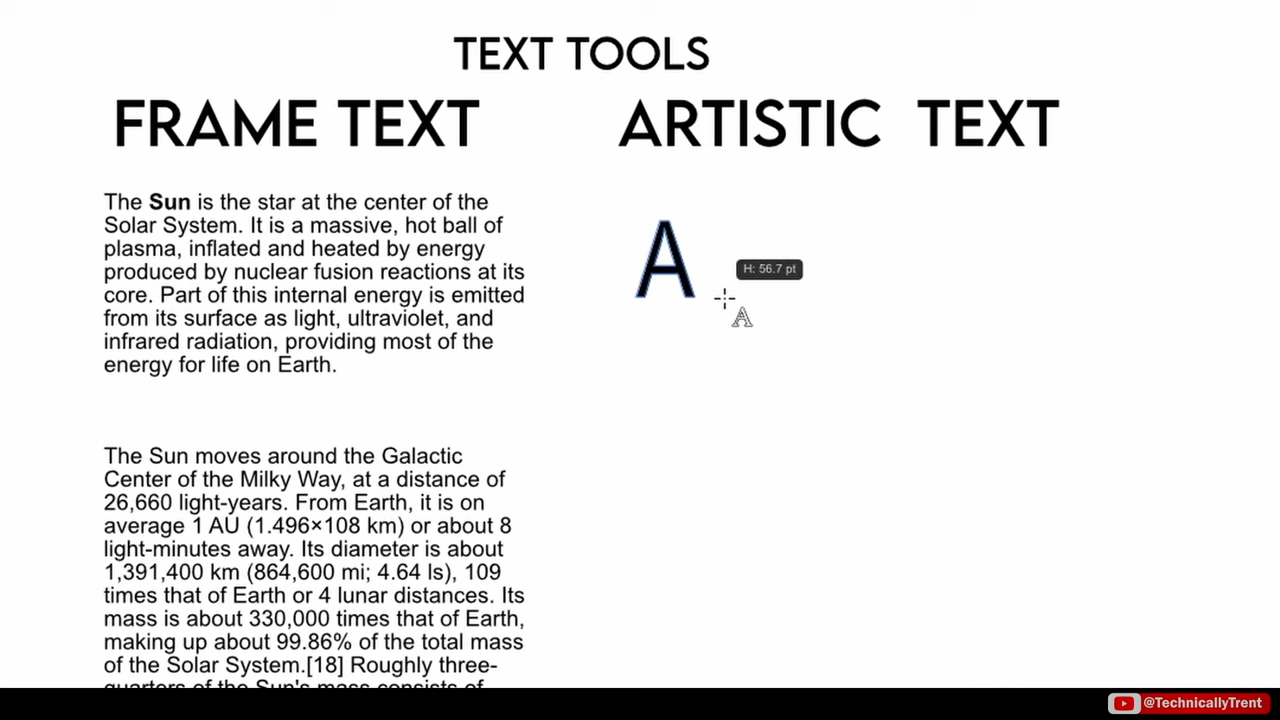 TEXT TOOLS
FRAME TEXT
ARTISTIC TEXT
The Sun is the star at the center of the
Solar System. It is a massive, hot ball of
plasma, inflated and heated by energy
produced by nuclear fusion reactions at its
core. Part of this internal energy is emitted
from its surface as light, ultraviolet, and
infrared radiation, providing most of the
energy for life on Earth.
The Sun moves around the Galactic
Center of the Milky Way, at a distance of
26,660 light-years. From Earth, it is on
average 1 AU (1.496×108 km) or about 8
light-minutes away. Its diameter is about
1,391,400 km (864,600 mi; 4.64 ls), 109
times that of Earth or 4 lunar distances. Its
mass is about 330,000 times that of Earth,
making up about 99.86% of the total mass
of the Solar System.[18] Roughly three-
quarters of the Sun's mass consists of
A
H: 56.7 pt
A
@TechnicallyTrent